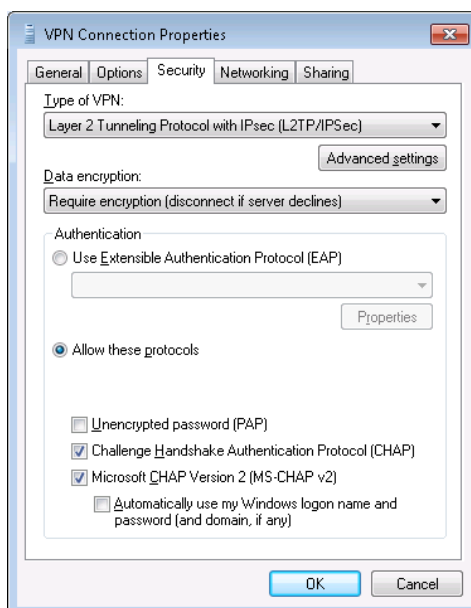 VPN Connection Properties
General Options Security Networking Sharing
Type of VPN:
Layer 2 Tunneling Protocol with IPsec (L2TP/IPSec)
Advanced settings
Data encryption:
Require encryption (disconnect if server declines)
Authentication
Use Extensible Authentication Protocol (EAP)
Properties
Allow these protocols
Unencrypted password (PAP)
Challenge Handshake Authentication Protocol (CHAP)
Microsoft CHAP Version 2 (MS-CHAP v2)
Automatically use my Windows logon name and
password (and domain, if any)
OK Cancel